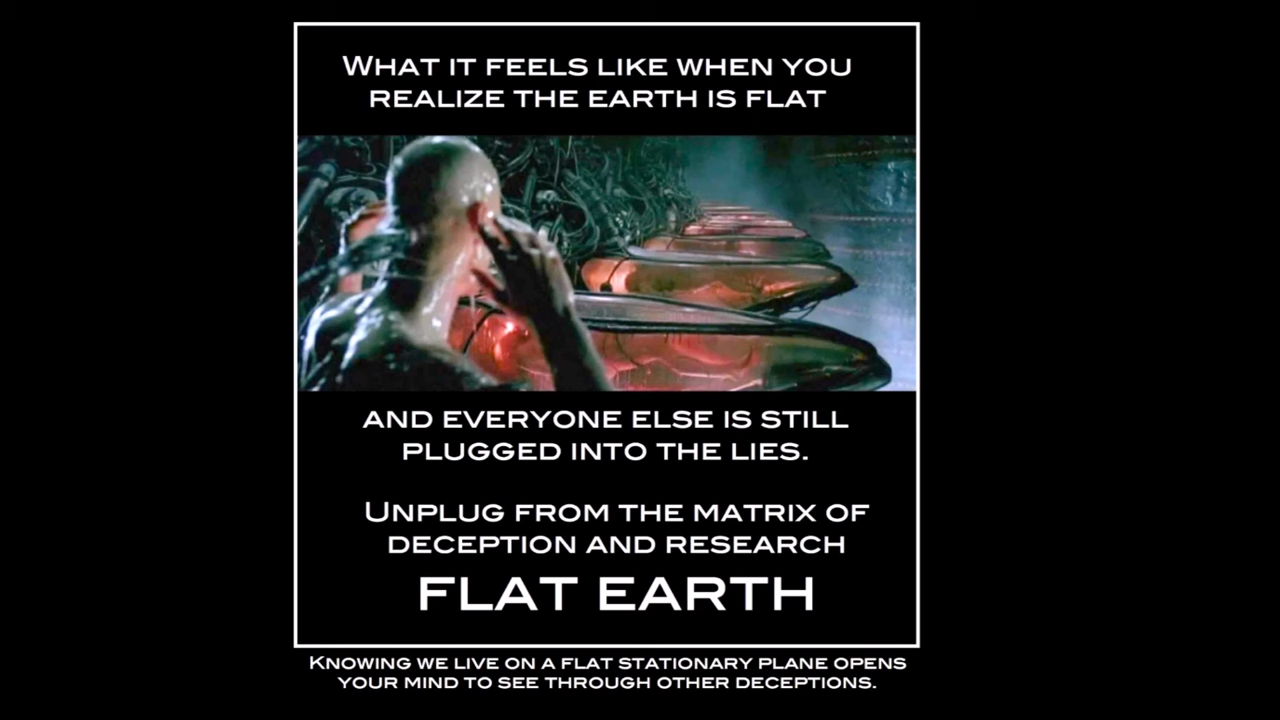 What it feels like when you
realize the earth is flat
and everyone else is still
plugged into the lies.
Unplug from the matrix of
deception and research
FLAT EARTH
Knowing we live on a flat stationary plane opens
your mind to see through other deceptions.